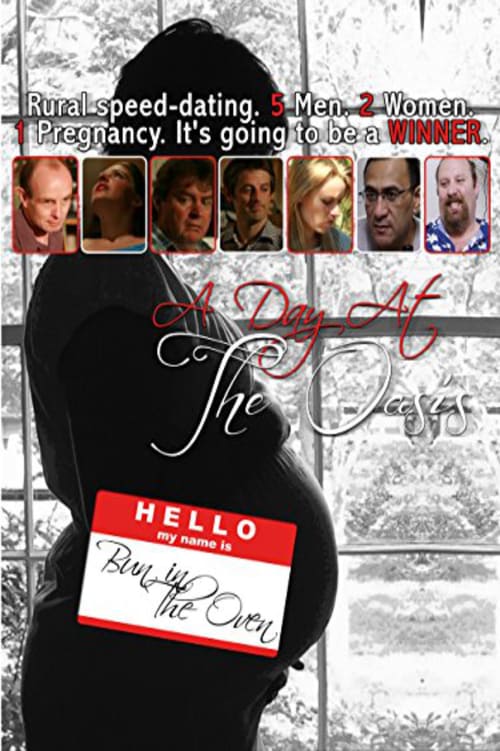 Rural speed-dating. 5 Men. 2 Women.
1 Pregnancy. It's going to be a WINNER.
A Day At
The Oasis
HELLO
my name is
Bun in
The Oven